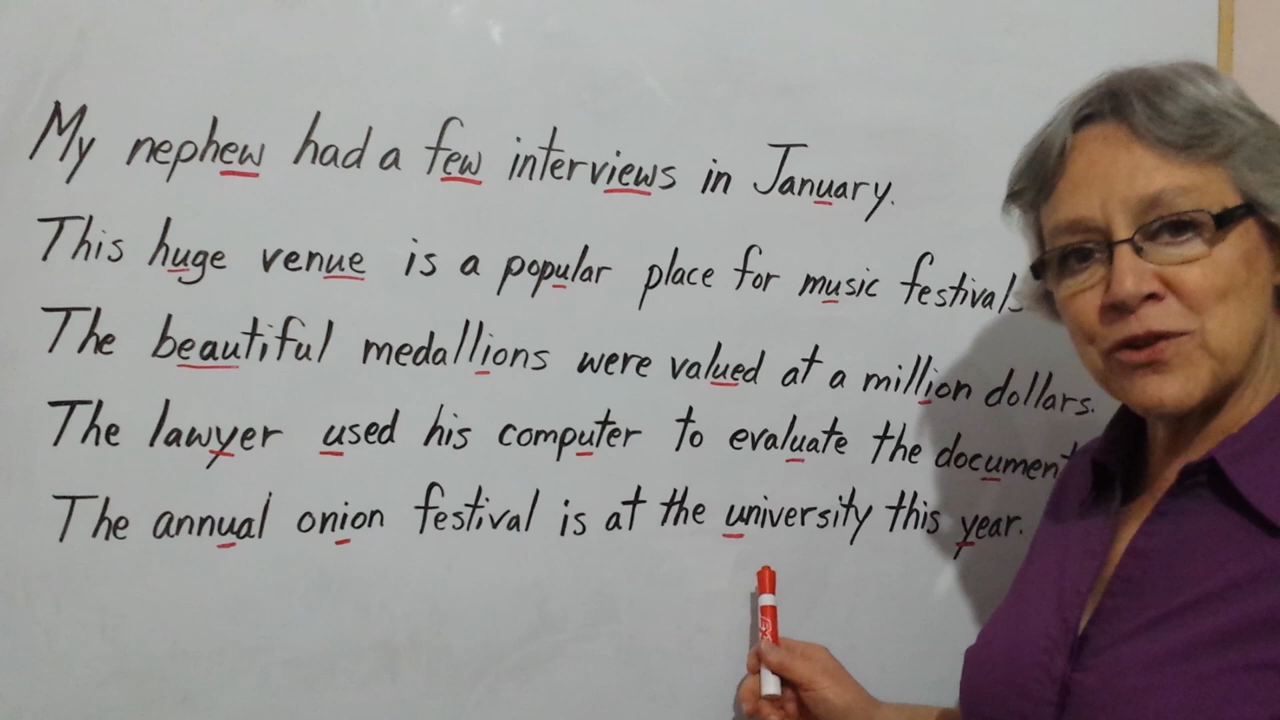 My nephew had a few interviews in January.
This huge venue is a popular place for music festivals
The beautiful medallions were valued at a million dollars.
The lawyer used his computer to evaluate the document
The annual onion festival is at the university this year.